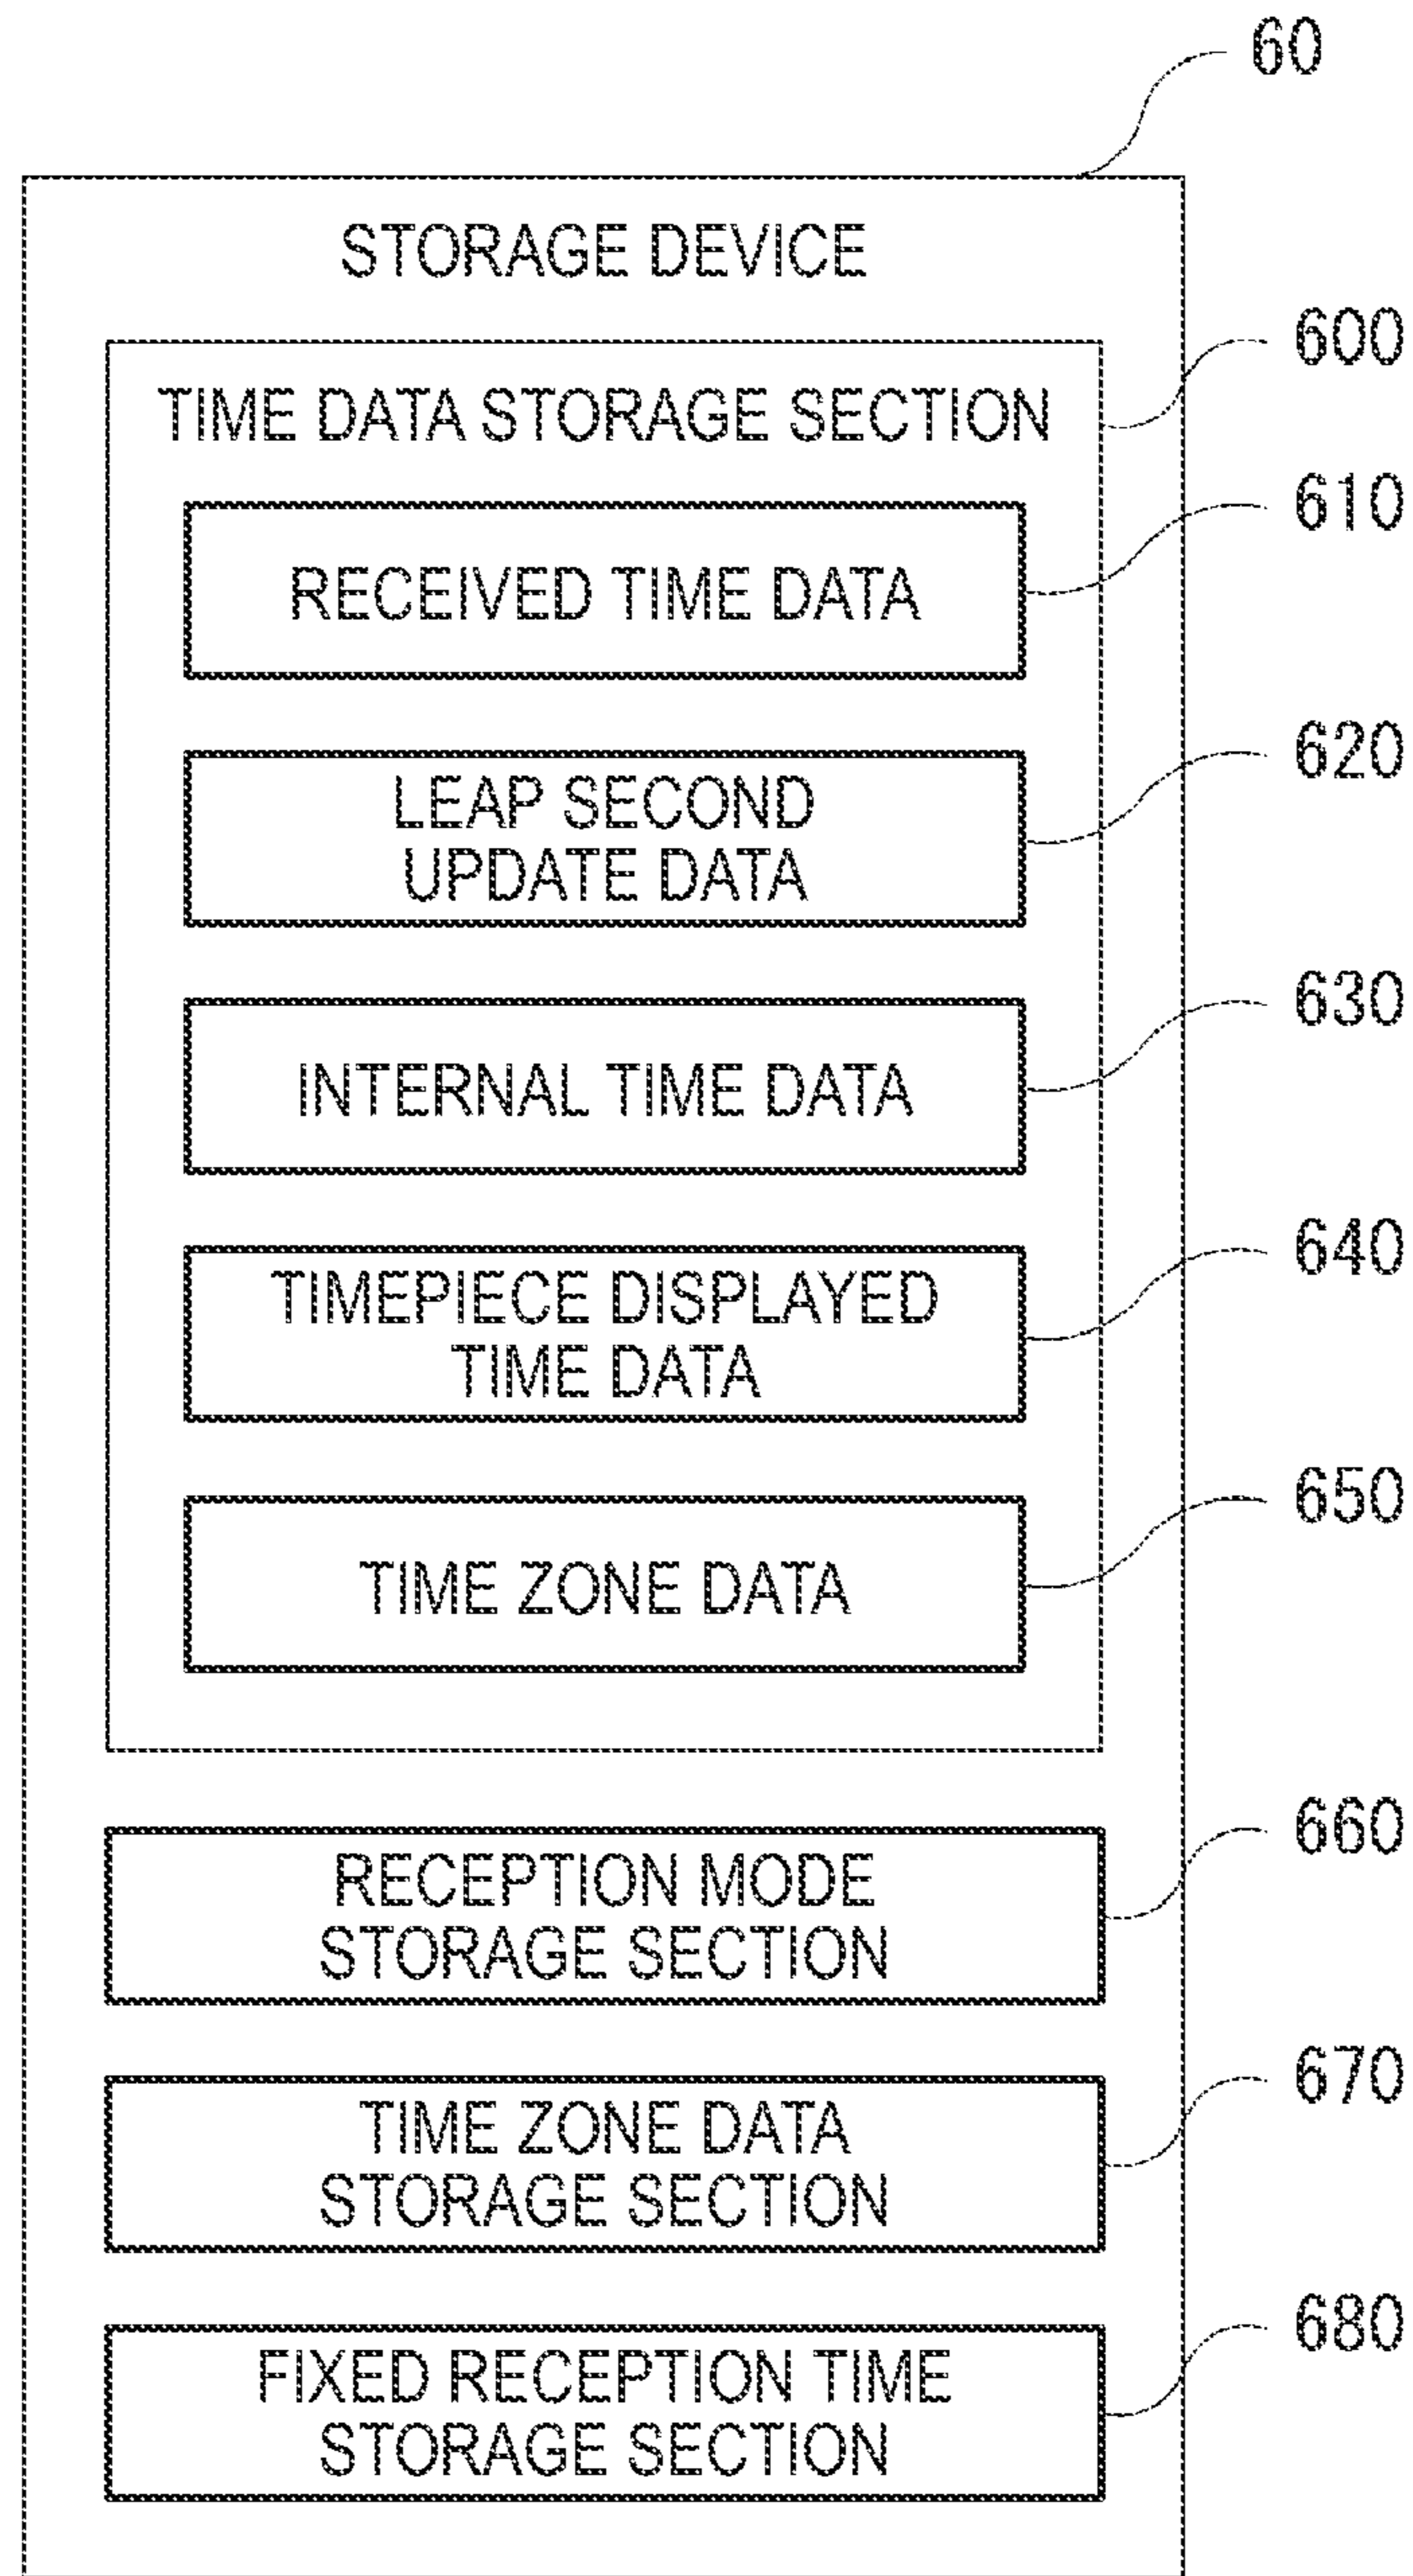 60
STORAGE DEVICE
600
TIME DATA STORAGE SECTION
610
RECEIVED TIME DATA
620
LEAP SECOND
UPDATE DATA
630
INTERNAL TIME DATA
640
TIMEPIECE DISPLAYED
TIME DATA
650
TIME ZONE DATA
660
RECEPTION MODE
STORAGE SECTION
670
TIME ZONE DATA
STORAGE SECTION
680
FIXED RECEPTION TIME
STORAGE SECTION